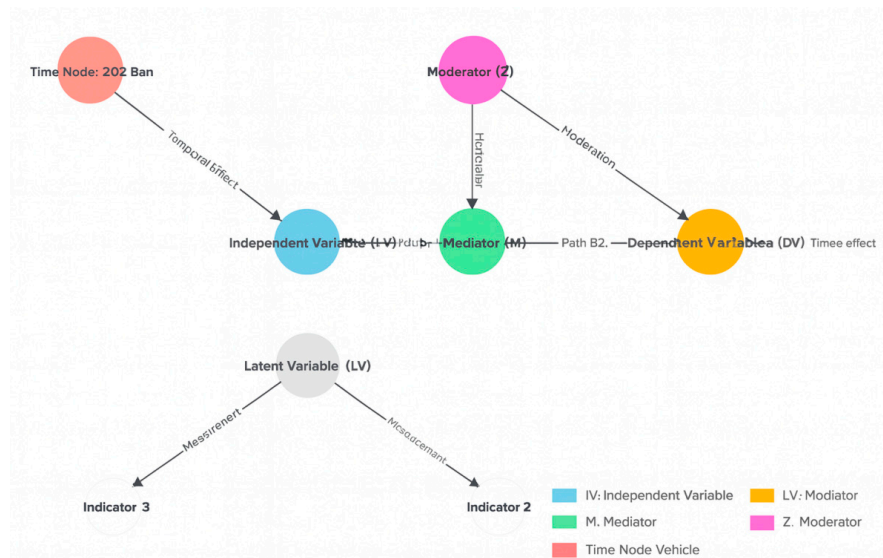 Time Node: 202 Ban
Moderator (Z)
Temporal Effect
Moderation
Independent Variable (LV)
Mediator (M)
Path B2.
Dependent Variablea (DV)
Timee effect
Latent Variable (LV)
Indicator 3
Indicator 2
IV: Independent Variable
LV: Modiator
M. Mediator
Z. Moderator
Time Node Vehicle